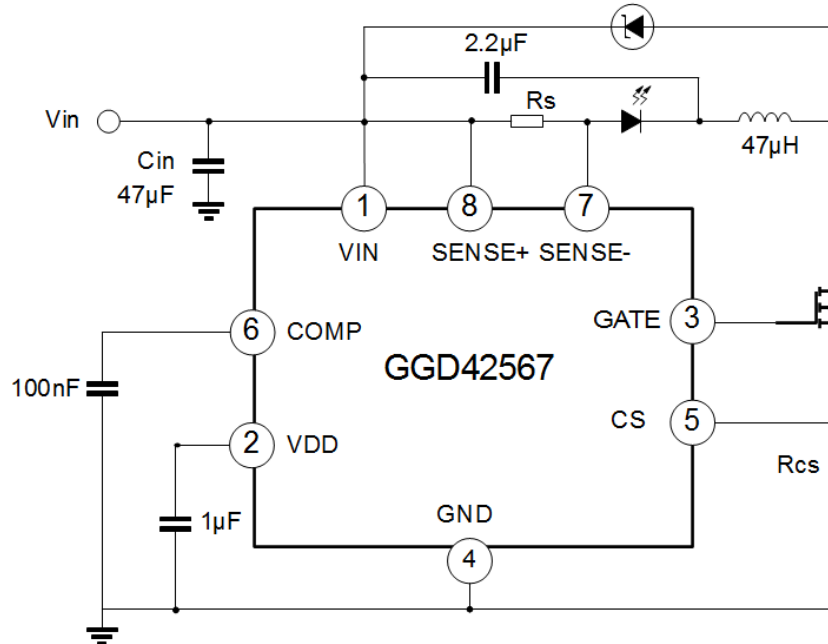 2.2µF
Rs
Vin
Cin
47µF
47µH
1
8
7
VIN
SENSE+
SENSE-
6
COMP
GATE
3
GGD42567
100nF
2
VDD
CS
5
Rcs
1µF
GND
4